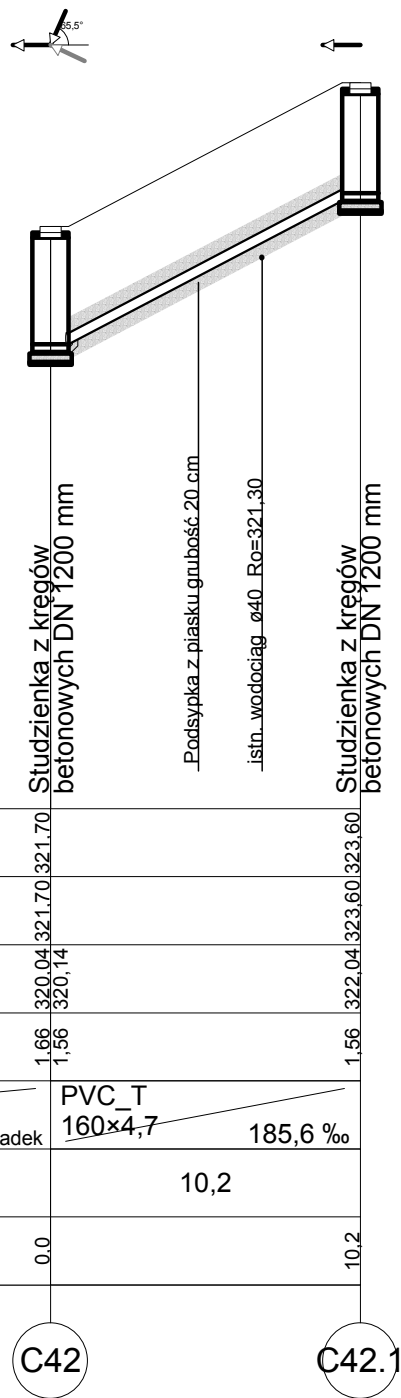 65,5°
Studzienka z kręgów
betonowych DN 1200 mm
Podsypka z piasku grubość 20 cm
istn. wodociąg ø40 Ro=321,30
Studzienka z kręgów
betonowych DN 1200 mm
321,70
323,60
321,70
323,60
320,04
320,14
322,04
1,66
1,56
1,56
adek
PVC_T
160×4,7
185,6 ‰
10,2
0,0
10,2
C42
C42.1